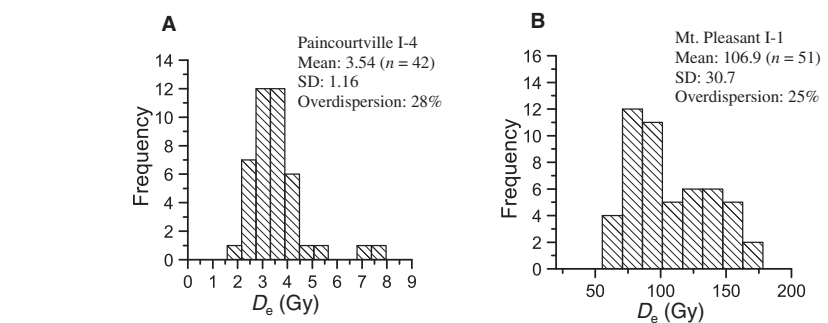 A
Paincourtville I-4
Mean: 3.54 (n = 42)
SD: 1.16
Overdispersion: 28%
14
12
10
8
6
4
2
0
Frequency
0 1 2 3 4 5 6 7 8 9
De (Gy)
B
Mt. Pleasant I-1
Mean: 106.9 (n = 51)
SD: 30.7
Overdispersion: 25%
16
14
12
10
8
6
4
2
0
Frequency
50 100 150 200
De (Gy)